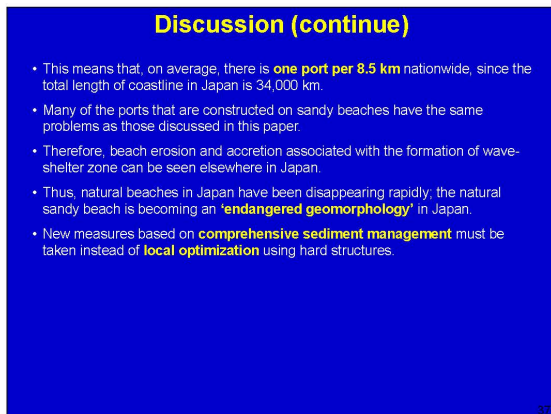 Discussion (continue)
• This means that, on average, there is one port per 8.5 km nationwide, since the
total length of coastline in Japan is 34,000 km.
• Many of the ports that are constructed on sandy beaches have the same
problems as those discussed in this paper.
• Therefore, beach erosion and accretion associated with the formation of wave-
shelter zone can be seen elsewhere in Japan.
• Thus, natural beaches in Japan have been disappearing rapidly; the natural
sandy beach is becoming an ‘endangered geomorphology’ in Japan.
• New measures based on comprehensive sediment management must be
taken instead of local optimization using hard structures.